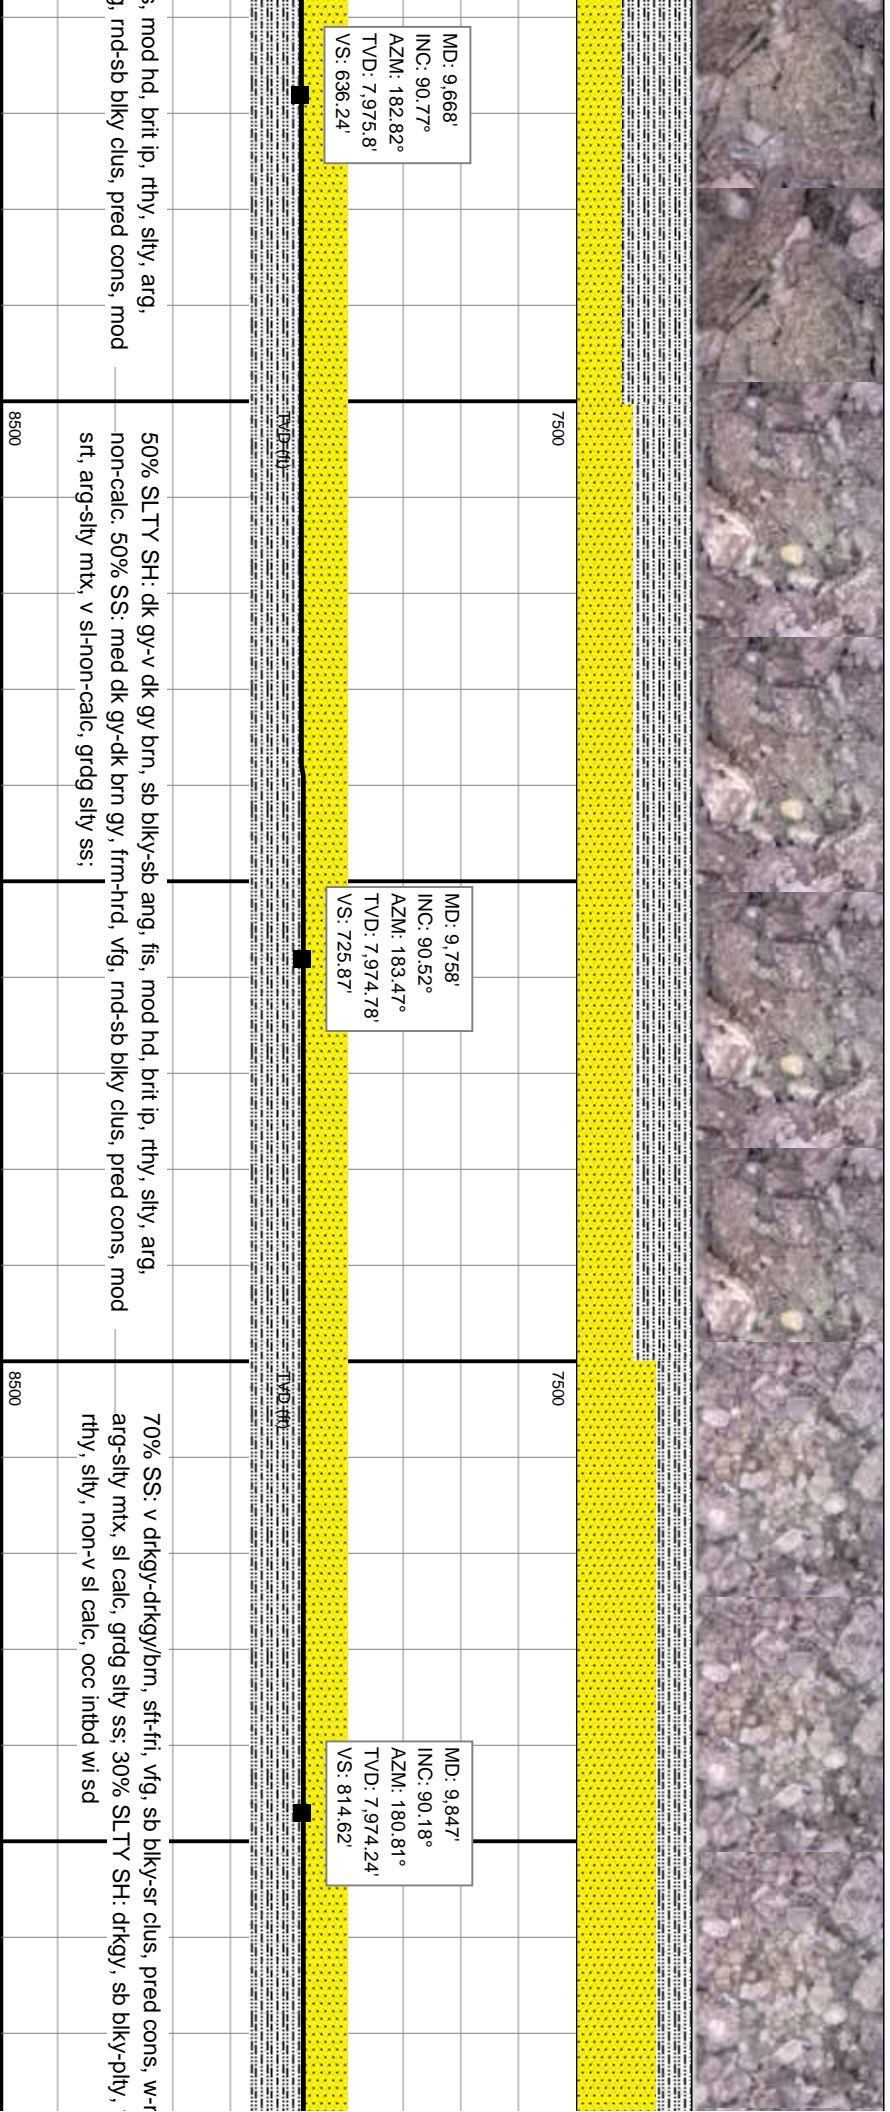 s, mod hd, brit ip, rthy, slty, arg,
g, rnd-sb blky clus, pred cons, mod
MD: 9,668'
INC: 90.77°
AZM: 182.82°
TVD: 7,975.8'
VS: 636.24'
7500
TVD (ft)
8500
50% SLTY SH: dk gy-v dk gy brn, sb blky-sb ang, fis, mod hd, brit ip, rthy, slty, arg,
non-calc. 50% SS: med dk gy-dk brn gy, frm-hrd, vfg, rnd-sb blky clus, pred cons, mod
srt, arg-slty mtx, v sl-non-calc, grdg slty ss;
MD: 9,758'
INC: 90.52°
AZM: 183.47°
TVD: 7,974.78'
VS: 725.87'
7500
TVD (ft)
8500
70% SS: v drkgy-drkgy/brn, sft-fri, vfg, sb blky-sr clus, pred cons, w-r
arg-slty mtx, sl calc, grdg slty ss; 30% SLTY SH: drkgy, sb blky-plty,
rthy, slty, non-v sl calc, occ intbd wi sd
MD: 9,847'
INC: 90.18°
AZM: 180.81°
TVD: 7,974.24'
VS: 814.62'